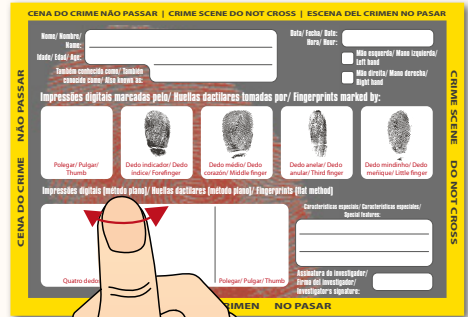 CENA DO CRIME NÃO PASSAR | CRIME SCENE DO NOT CROSS | ESCENA DEL CRIMEN NO PASAR
Nome/Nombre/
Name:
Idade/ Edad/ Age:
Também conhecido como/ También
conocido como/ Also known as:
Data/ Fecha/ Date:
Hora/ Hour:
Mão esquerda/ Mano izquierda/
Left hand
Mão direita/ Mano derecha/
Right hand
Impressões digitais marcadas pelo/ Huellas dactilares tomadas por/ Fingerprints marked by:
Polegar/ Pulgar/
Thumb
Dedo indicador/ Dedo
índice/ Forefinger
Dedo médio/ Dedo
corazón/ Middle finger
Dedo anelar/ Dedo
anular/ Third finger
Dedo mindinho/ Dedo
meñique/ Little finger
Impressões digitais (método plano)/ Huellas dactilares (método plano)/ Fingerprints (flat method)
Quatro dedo
Polegar/ Pulgar/ Thumb
Características especiais/ Características especiales/
Special features:
Assinatura do investigador/
Firma del investigador/
Investigator's signature:
CENA DO CRIME NÃO PASSAR
CRIME SCENE DO NOT CROSS
RIMEN NO PASAR